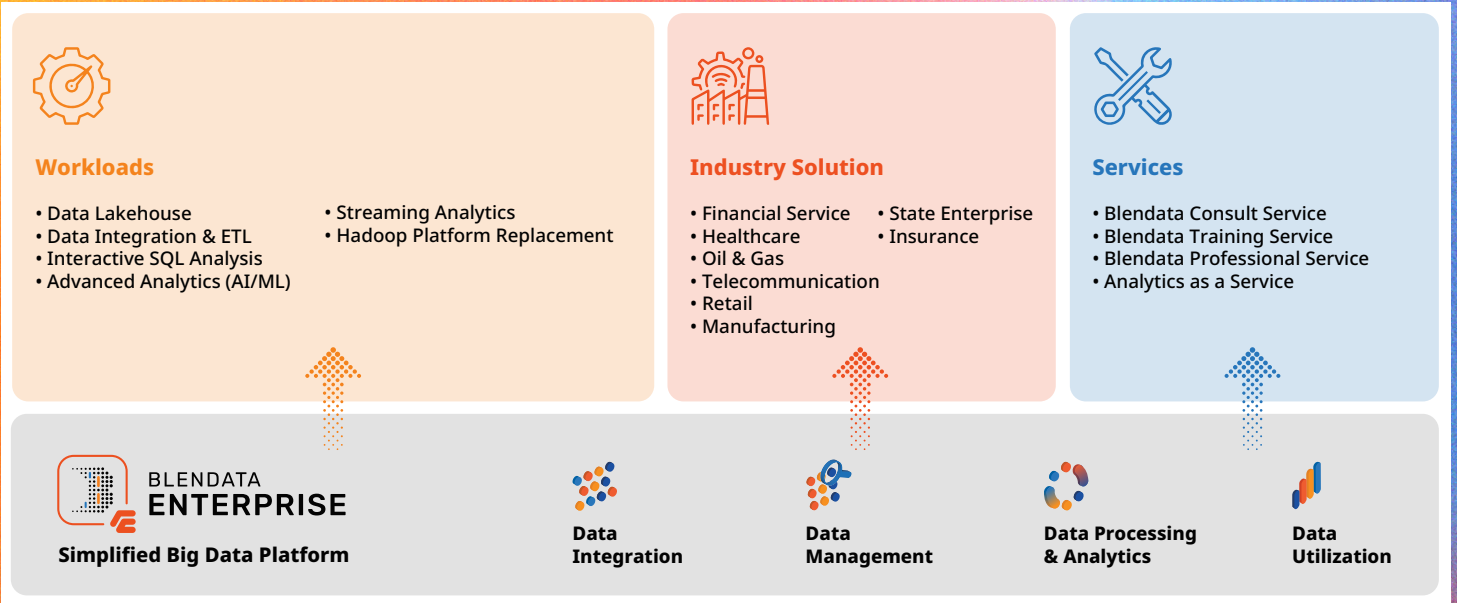 Workloads
• Data Lakehouse
• Data Integration & ETL
• Interactive SQL Analysis
• Advanced Analytics (AI/ML)
• Streaming Analytics
• Hadoop Platform Replacement
Industry Solution
• Financial Service
• Healthcare
• Oil & Gas
• Telecommunication
• Retail
• Manufacturing
• State Enterprise
• Insurance
Services
• Blendata Consult Service
• Blendata Training Service
• Blendata Professional Service
• Analytics as a Service
BLENDATA
ENTERPRISE
Simplified Big Data Platform
Data
Integration
Data
Management
Data Processing
& Analytics
Data
Utilization